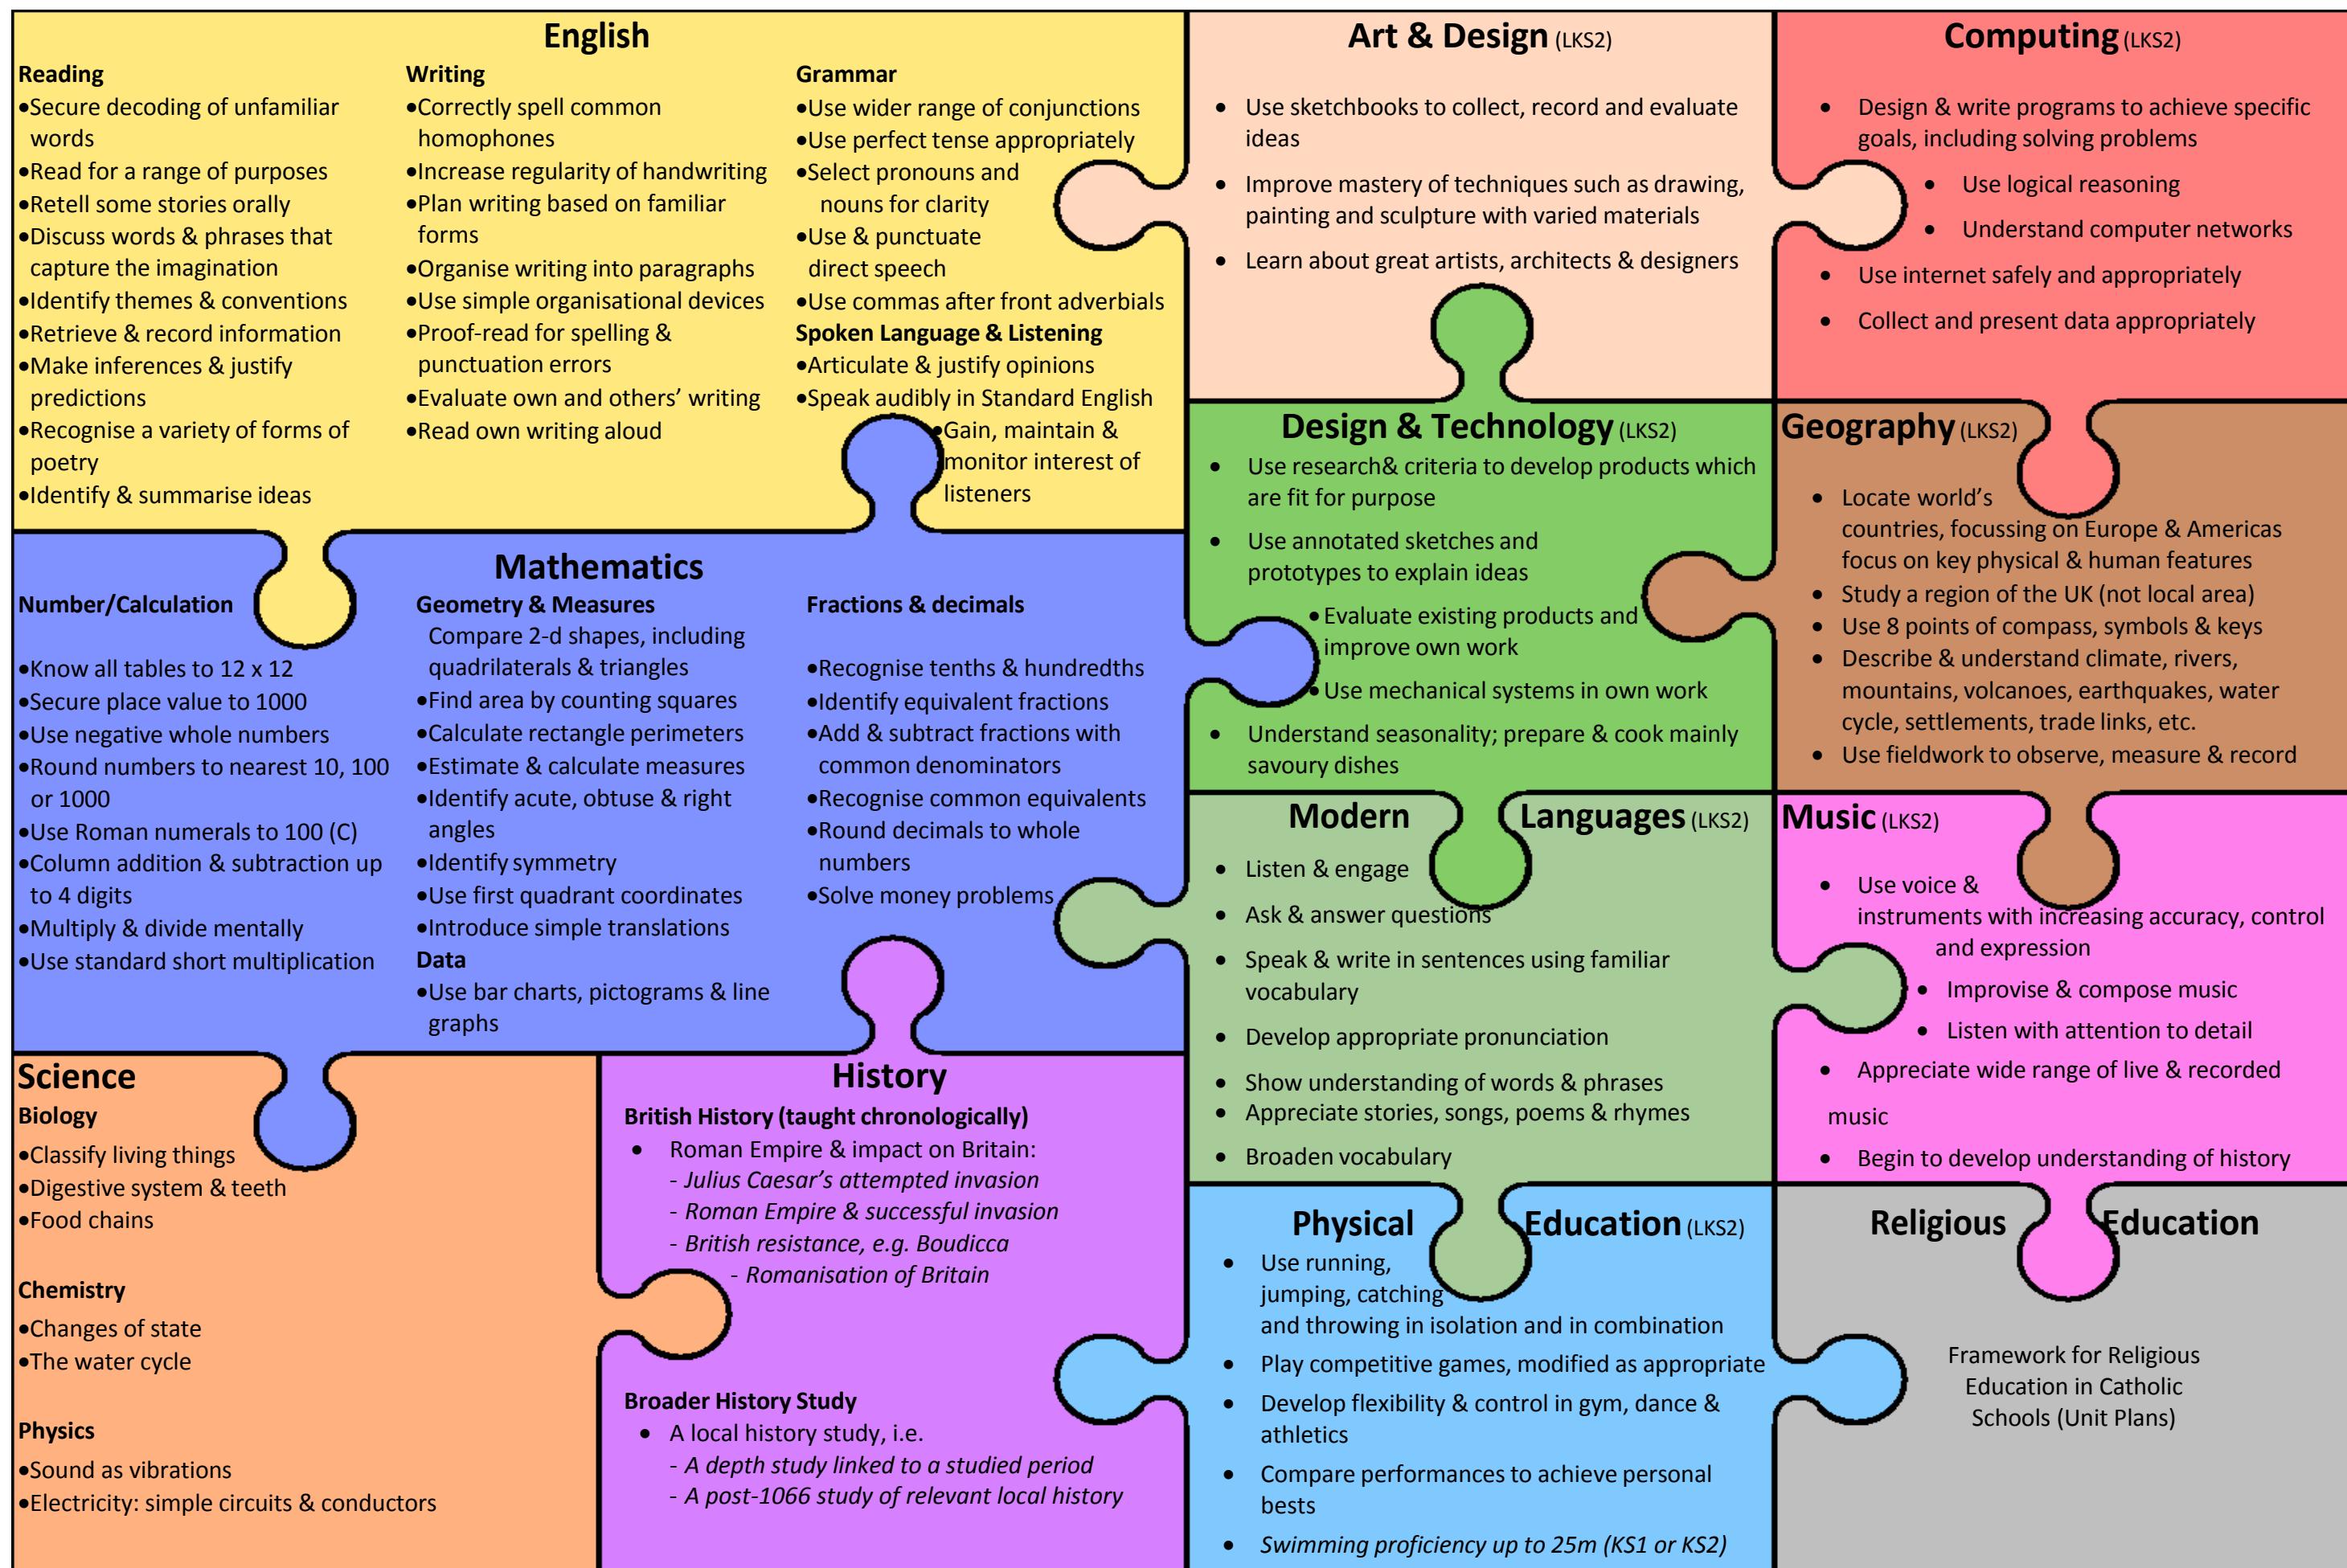 English
Reading
•Secure decoding of unfamiliar
words
•Read for a range of purposes
•Retell some stories orally
•Discuss words & phrases that
capture the imagination
•Identify themes & conventions
•Retrieve & record information
•Make inferences & justify
predictions
•Recognise a variety of forms of
poetry
•Identify & summarise ideas
Writing
•Correctly spell common
homophones
•Increase regularity of handwriting
•Plan writing based on familiar
forms
•Organise writing into paragraphs
•Use simple organisational devices
•Proof-read for spelling &
punctuation errors
•Evaluate own and others’ writing
•Read own writing aloud
Grammar
•Use wider range of conjunctions
•Use perfect tense appropriately
•Select pronouns and
nouns for clarity
•Use & punctuate
direct speech
•Use commas after front adverbials
Spoken Language & Listening
•Articulate & justify opinions
•Speak audibly in Standard English
•Gain, maintain &
monitor interest of
listeners
Art & Design (LKS2)
• Use sketchbooks to collect, record and evaluate
ideas
• Improve mastery of techniques such as drawing,
painting and sculpture with varied materials
• Learn about great artists, architects & designers
Computing (LKS2)
• Design & write programs to achieve specific
goals, including solving problems
• Use logical reasoning
• Understand computer networks
• Use internet safely and appropriately
• Collect and present data appropriately
Design & Technology (LKS2)
• Use research& criteria to develop products which
are fit for purpose
• Use annotated sketches and
prototypes to explain ideas
• Evaluate existing products and
improve own work
• Use mechanical systems in own work
• Understand seasonality; prepare & cook mainly
savoury dishes
Geography (LKS2)
• Locate world’s
countries, focussing on Europe & Americas
focus on key physical & human features
• Study a region of the UK (not local area)
• Use 8 points of compass, symbols & keys
• Describe & understand climate, rivers,
mountains, volcanoes, earthquakes, water
cycle, settlements, trade links, etc.
• Use fieldwork to observe, measure & record
Mathematics
Number/Calculation
•Know all tables to 12 x 12
•Secure place value to 1000
•Use negative whole numbers
•Round numbers to nearest 10, 100
or 1000
•Use Roman numerals to 100 (C)
•Column addition & subtraction up
to 4 digits
•Multiply & divide mentally
•Use standard short multiplication
Geometry & Measures
Compare 2-d shapes, including
quadrilaterals & triangles
•Find area by counting squares
•Calculate rectangle perimeters
•Estimate & calculate measures
•Identify acute, obtuse & right
angles
•Identify symmetry
•Use first quadrant coordinates
•Introduce simple translations
Data
•Use bar charts, pictograms & line
graphs
Fractions & decimals
•Recognise tenths & hundredths
•Identify equivalent fractions
•Add & subtract fractions with
common denominators
•Recognise common equivalents
•Round decimals to whole
numbers
•Solve money problems
Modern Languages (LKS2)
• Listen & engage
• Ask & answer questions
• Speak & write in sentences using familiar
vocabulary
• Develop appropriate pronunciation
• Show understanding of words & phrases
• Appreciate stories, songs, poems & rhymes
• Broaden vocabulary
Music (LKS2)
• Use voice &
instruments with increasing accuracy, control
and expression
• Improvise & compose music
• Listen with attention to detail
• Appreciate wide range of live & recorded
music
• Begin to develop understanding of history
Science
Biology
•Classify living things
•Digestive system & teeth
•Food chains
Chemistry
•Changes of state
•The water cycle
Physics
•Sound as vibrations
•Electricity: simple circuits & conductors
History
British History (taught chronologically)
• Roman Empire & impact on Britain:
- Julius Caesar’s attempted invasion
- Roman Empire & successful invasion
- British resistance, e.g. Boudicca
- Romanisation of Britain
Broader History Study
• A local history study, i.e.
- A depth study linked to a studied period
- A post-1066 study of relevant local history
Physical Education (LKS2)
• Use running,
jumping, catching
and throwing in isolation and in combination
• Play competitive games, modified as appropriate
• Develop flexibility & control in gym, dance &
athletics
• Compare performances to achieve personal
bests
• Swimming proficiency up to 25m (KS1 or KS2)
Religious Education
Framework for Religious
Education in Catholic
Schools (Unit Plans)